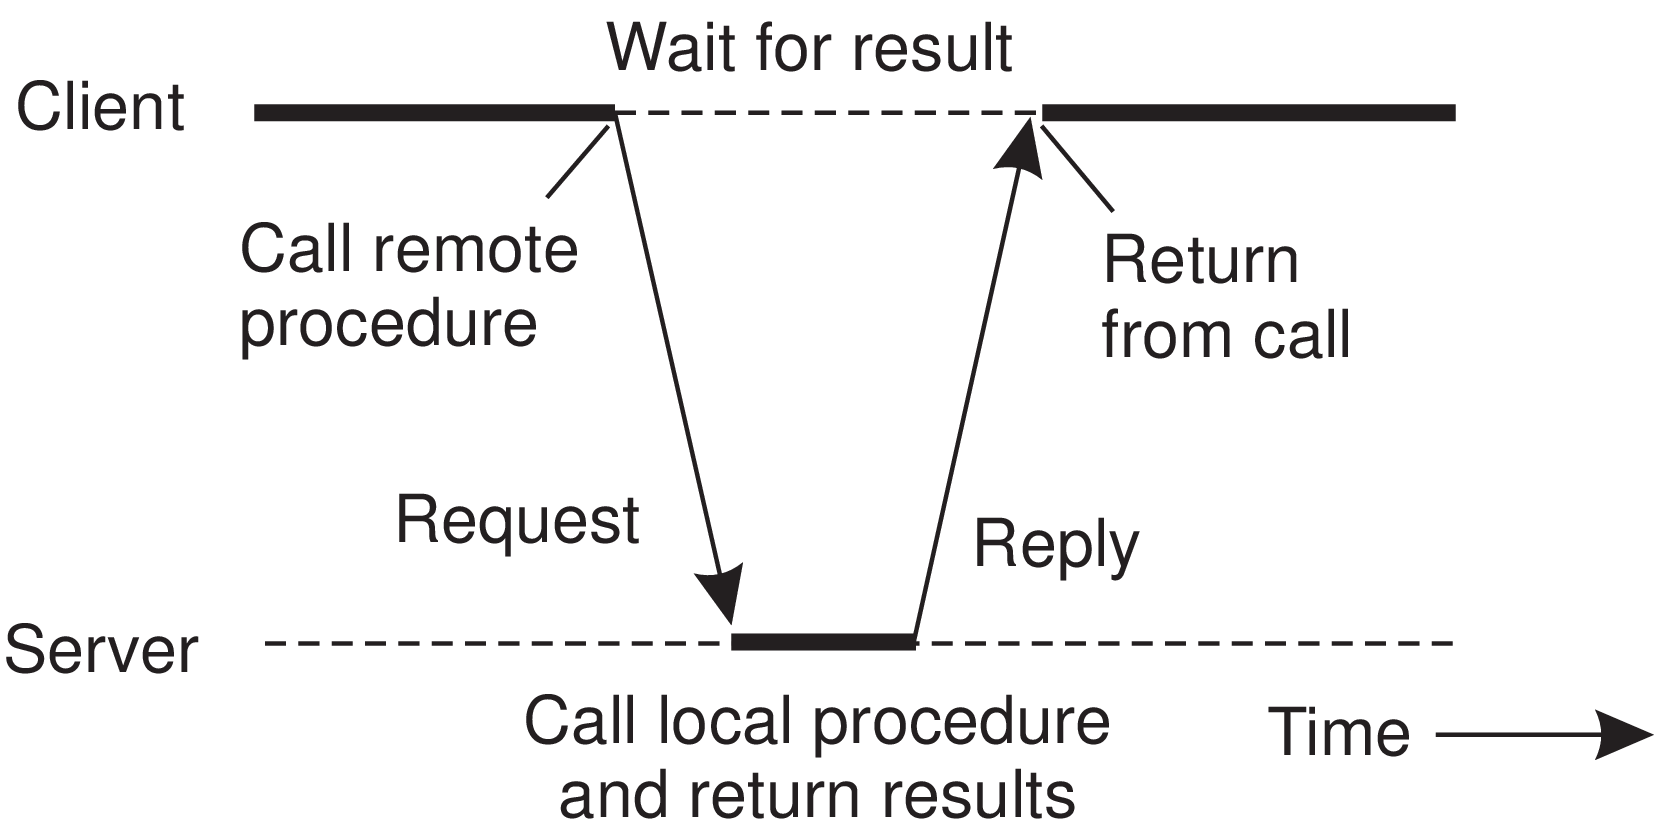 Wait for result
Client
Call remote
procedure
Return
from call
Request
Reply
Server
Call local procedure
and return results
Time